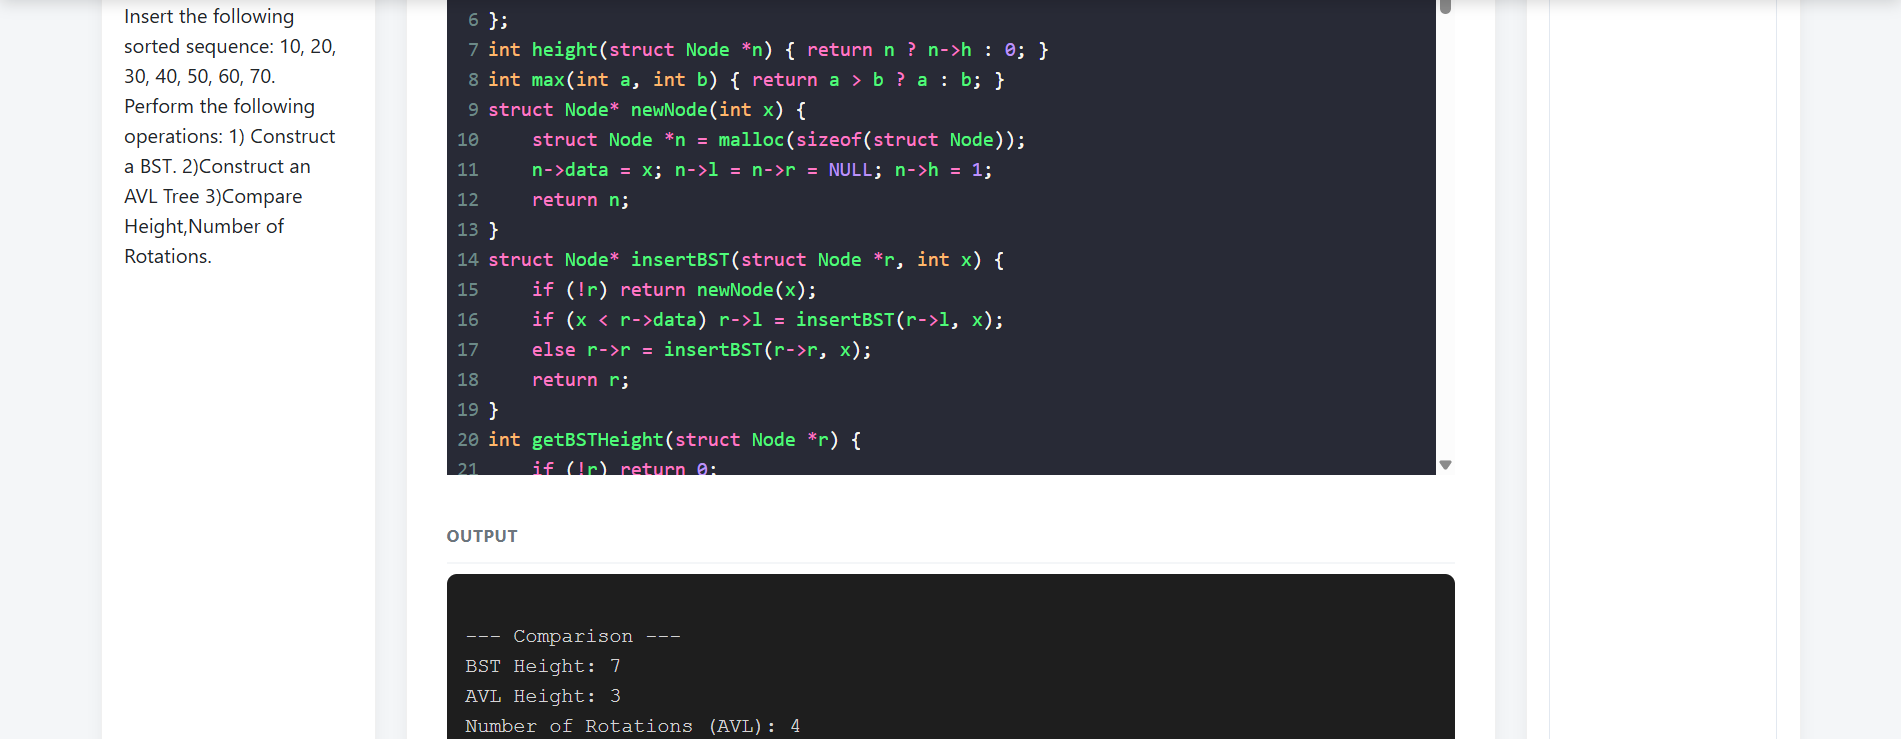 Insert the following
sorted sequence: 10, 20,
30, 40, 50, 60, 70.
Perform the following
operations: 1) Construct
a BST. 2)Construct an
AVL Tree 3)Compare
Height,Number of
Rotations.
6 };
7 int height(struct Node *n) { return n ? n->h : 0; }
8 int max(int a, int b) { return a > b ? a : b; }
9 struct Node* newNode(int x) {
10     struct Node *n = malloc(sizeof(struct Node));
11     n->data = x; n->l = n->r = NULL; n->h = 1;
12     return n;
13 }
14 struct Node* insertBST(struct Node *r, int x) {
15     if (!r) return newNode(x);
16     if (x < r->data) r->l = insertBST(r->l, x);
17     else r->r = insertBST(r->r, x);
18     return r;
19 }
20 int getBSTHeight(struct Node *r) {
21     if (!r) return 0;
OUTPUT
--- Comparison ---
BST Height: 7
AVL Height: 3
Number of Rotations (AVL): 4